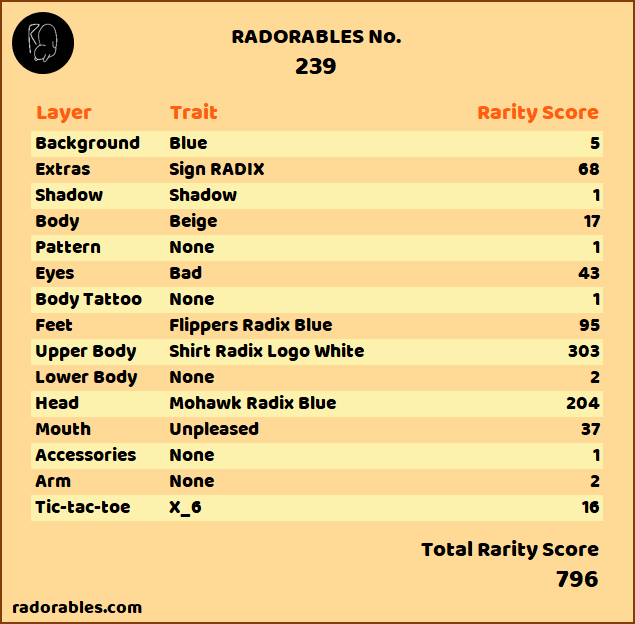 RADORABLES No.
239
Layer Trait Rarity Score
Background Blue 5
Extras Sign RADIX 68
Shadow Shadow 1
Body Beige 17
Pattern None 1
Eyes Bad 43
Body Tattoo None 1
Feet Flippers Radix Blue 95
Upper Body Shirt Radix Logo White 303
Lower Body None 2
Head Mohawk Radix Blue 204
Mouth Unpleased 37
Accessories None 1
Arm None 2
Tic-tac-toe X_6 16
Total Rarity Score
796
radorables.com